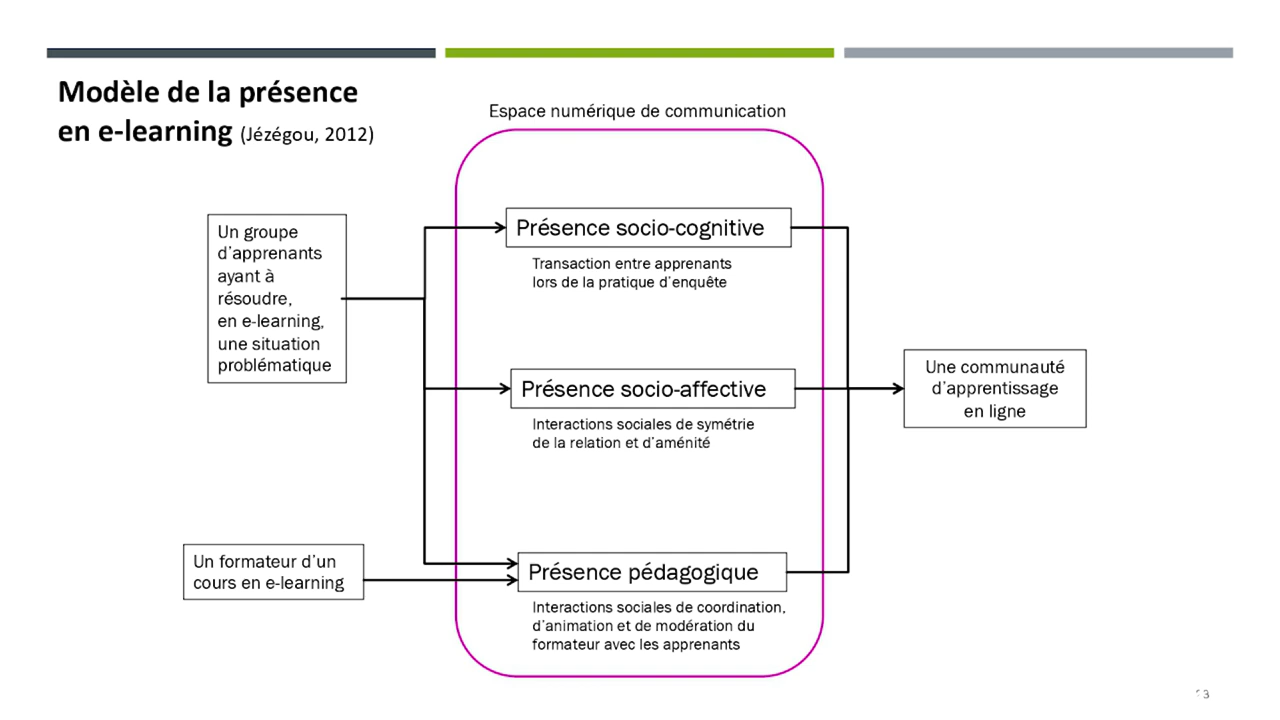 Modèle de la présence
en e-learning (Jézégou, 2012)
Espace numérique de communication
Un groupe
d'apprenants
ayant à
résoudre,
en e-learning,
une situation
problématique
Présence socio-cognitive
Transaction entre apprenants
lors de la pratique d'enquête
Présence socio-affective
Interactions sociales de symétrie
de la relation et d'aménité
Une communauté
d'apprentissage
en ligne
Un formateur d'un
cours en e-learning
Présence pédagogique
Interactions sociales de coordination,
d'animation et de modération du
formateur avec les apprenants